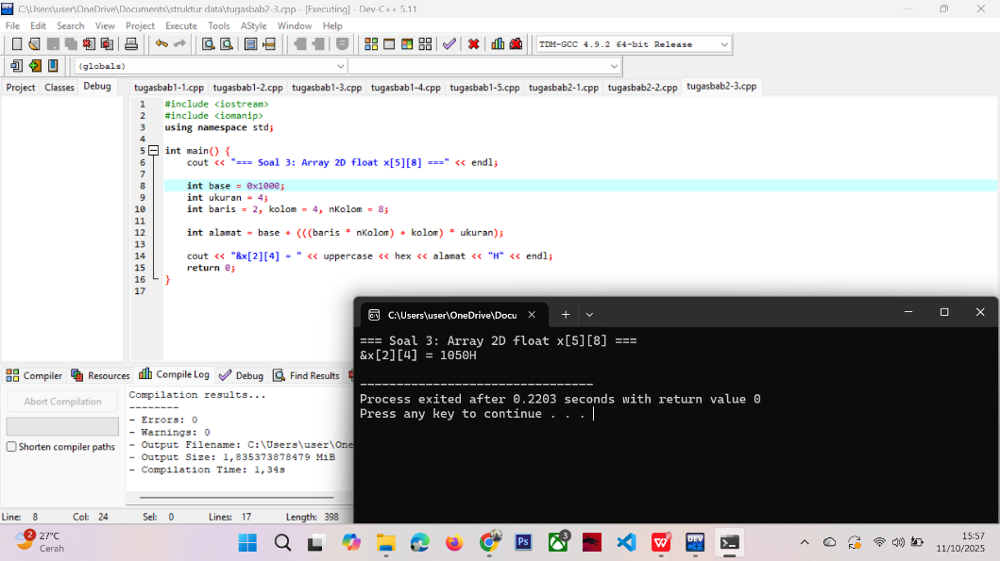 C:\Users\user\OneDrive\Documents\struktur data\tugasbab2-3.cpp - [Executing] - Dev-C++ 5.11
File Edit Search View Project Execute Tools AStyle Window Help
TDM-GCC 4.9.2 64-bit Release
(globals)
Project Classes Debug
tugasbab1-1.cpp tugasbab1-2.cpp tugasbab1-3.cpp tugasbab1-4.cpp tugasbab1-5.cpp tugasbab2-1.cpp tugasbab2-2.cpp tugasbab2-3.cpp
1 #include <iostream>
2 #include <iomanip>
3 using namespace std;
4
5 int main() {
6 cout << "=== Soal 3: Array 2D float x[5][8] ===" << endl;
7
8 int base = 0x1000;
9 int ukuran = 4;
10 int baris = 2, kolom = 4, nKolom = 8;
11
12 int alamat = base + (((baris * nKolom) + kolom) * ukuran);
13
14 cout << "&x[2][4] = " << uppercase << hex << alamat << "H" << endl;
15 return 0;
16 }
17
C:\Users\user\OneDrive\Docu
=== Soal 3: Array 2D float x[5][8] ===
&x[2][4] = 1050H
--------------------------------
Process exited after 0.2203 seconds with return value 0
Press any key to continue . . .
Compiler Resources Compile Log Debug Find Results
Abort Compilation
Shorten compiler paths
Compilation results...
--------
- Errors: 0
- Warnings: 0
- Output Filename: C:\Users\user\One
- Output Size: 1,835373878479 MiB
- Compilation Time: 1,34s
Line: 8 Col: 24 Sel: 0 Lines: 17 Length: 398
2
27°C
Cerah
Ps
3
W
DEV
C++
15:57
11/10/2025